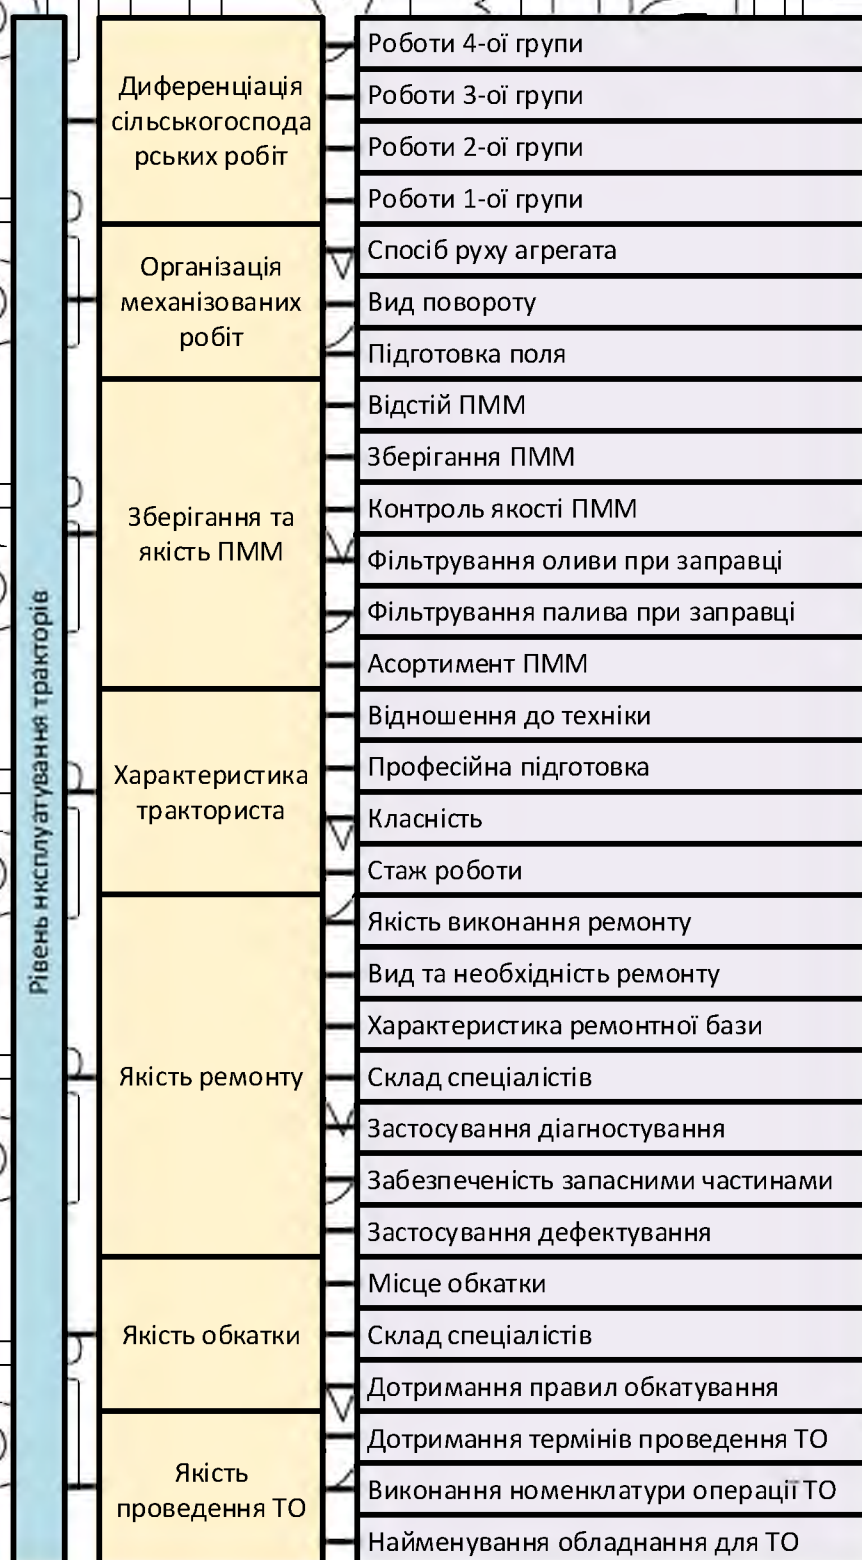 Рівень нксплуатування тракторів
Диференціація
сільськогоспода
рських робіт
Роботи 4-ої групи
Роботи 3-ої групи
Роботи 2-ої групи
Роботи 1-ої групи
Організація
механізованих
робіт
Спосіб руху агрегата
Вид повороту
Підготовка поля
Зберігання та
якість ПММ
Відстій ПММ
Зберігання ПММ
Контроль якості ПММ
Фільтрування оливи при заправці
Фільтрування палива при заправці
Асортимент ПММ
Характеристика
тракториста
Відношення до техніки
Професійна підготовка
Класність
Стаж роботи
Якість ремонту
Якість виконання ремонту
Вид та необхідність ремонту
Характеристика ремонтної бази
Склад спеціалістів
Застосування діагностування
Забезпеченість запасними частинами
Застосування дефектування
Якість обкатки
Місце обкатки
Склад спеціалістів
Дотримання правил обкатування
Якість
проведення ТО
Дотримання термінів проведення ТО
Виконання номенклатури операції ТО
Найменування обладнання для ТО